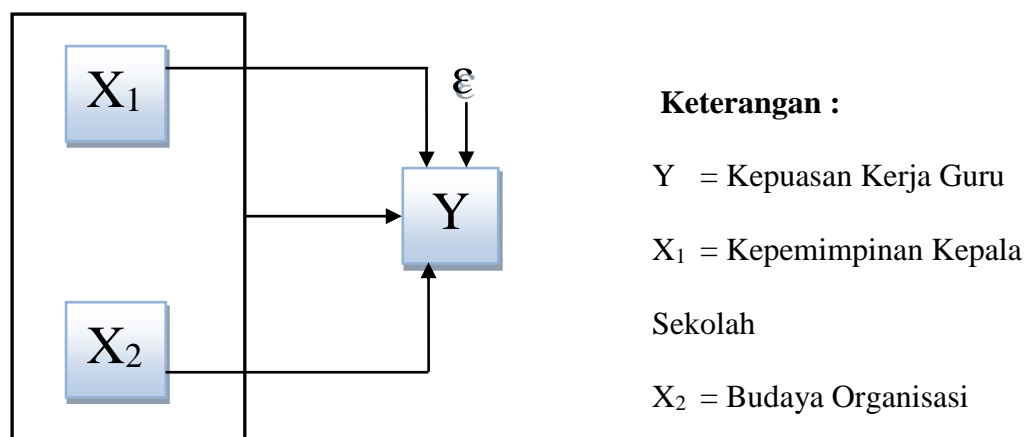 X₁
ε
Y
X₂
Keterangan :
Y = Kepuasan Kerja Guru
X₁ = Kepemimpinan Kepala
Sekolah
X₂ = Budaya Organisasi